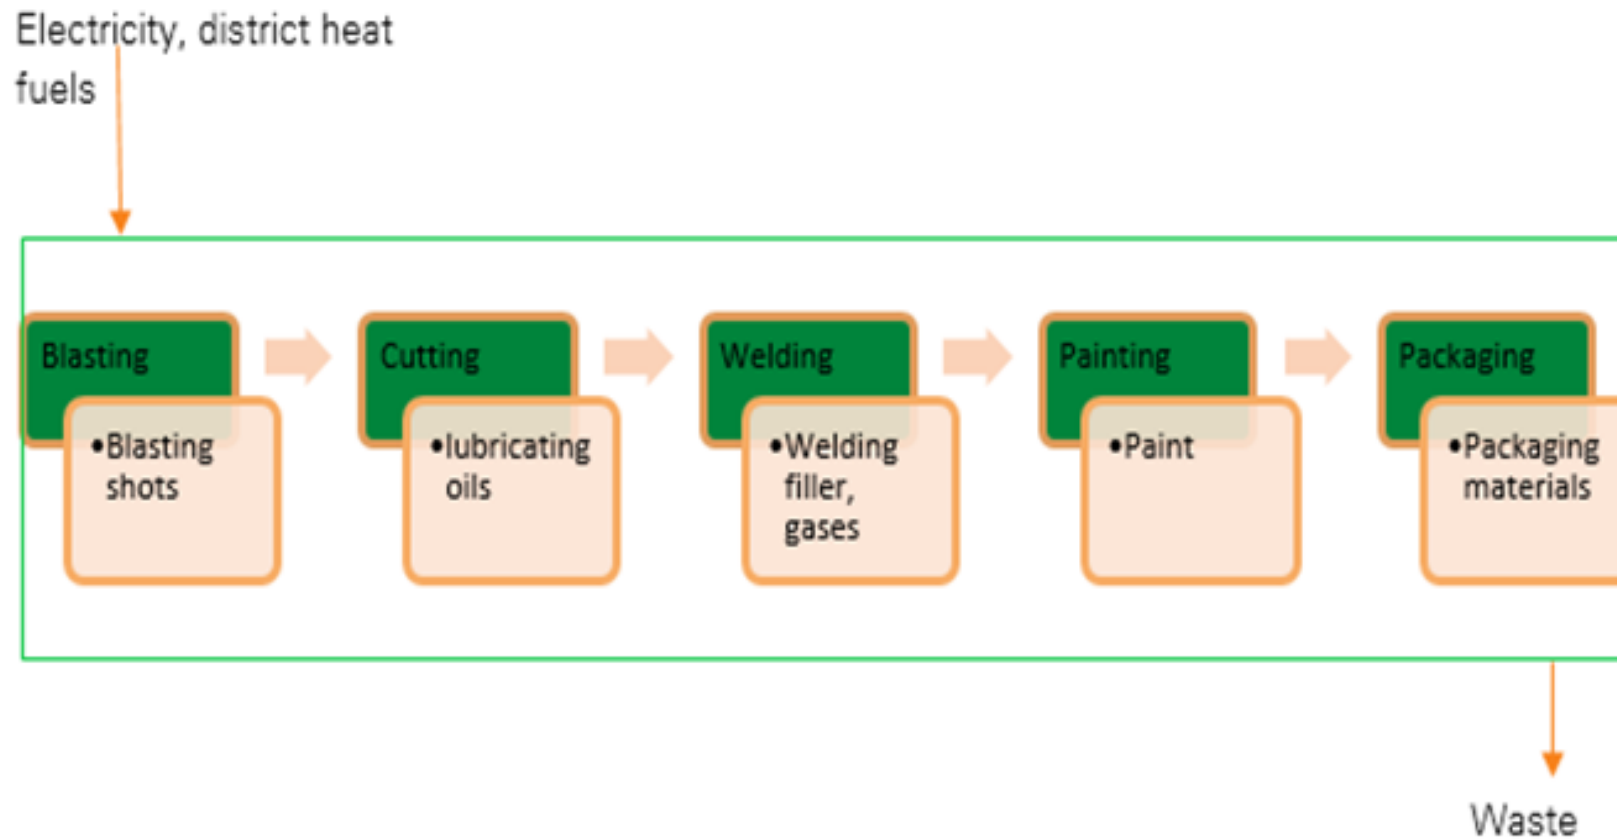 Electricity, district heat
fuels
Blasting
•Blasting
shots
Cutting
•lubricating
oils
Welding
•Welding
filler,
gases
Painting
•Paint
Packaging
•Packaging
materials
Waste